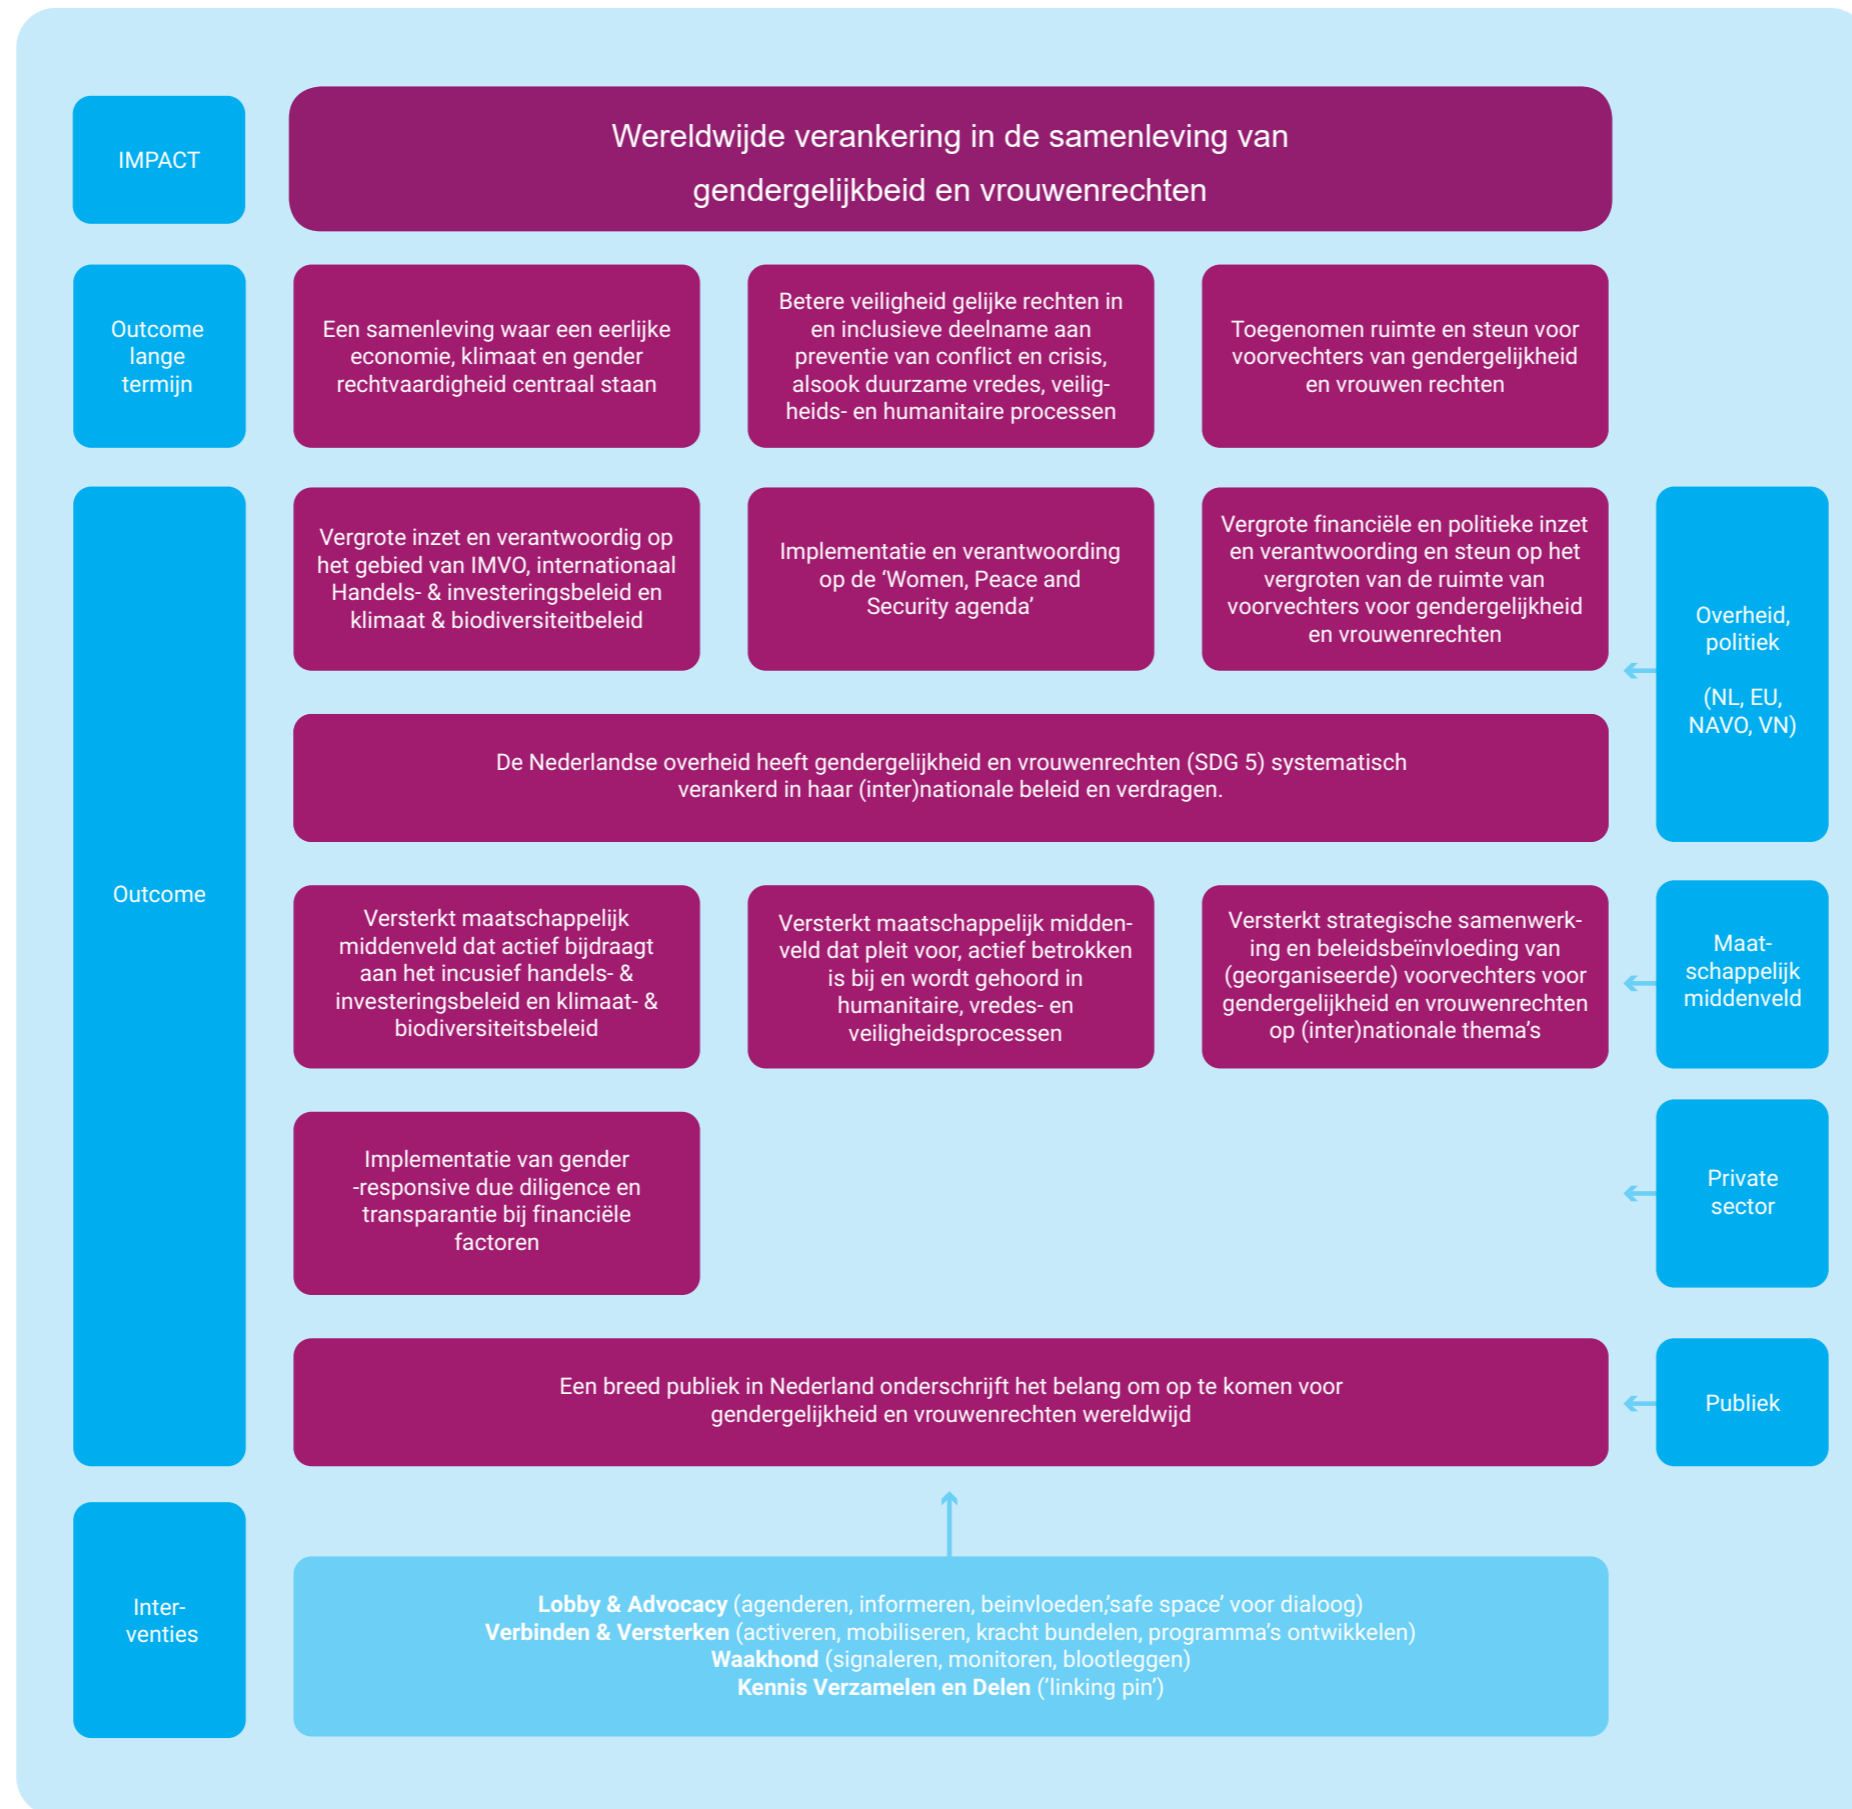 IMPACT
Wereldwijde verankering in de samenleving van
gendergelijkbeid en vrouwenrechten
Outcome
lange
termijn
Een samenleving waar een eerlijke
economie, klimaat en gender
rechtvaardigheid centraal staan
Betere veiligheid gelijke rechten in
en inclusieve deelname aan
preventie van conflict en crisis,
alsook duurzame vredes, veilig-
heids- en humanitaire processen
Toegenomen ruimte en steun voor
voorvechters van gendergelijkheid
en vrouwen rechten
Outcome
Vergrote inzet en verantwoordig op
het gebied van IMVO, internationaal
Handels- & investeringsbeleid en
klimaat & biodiversiteitbeleid
Implementatie en verantwoording
op de ‘Women, Peace and
Security agenda’
Vergrote financiële en politieke inzet
en verantwoording en steun op het
vergroten van de ruimte van
voorvechters voor gendergelijkheid
en vrouwenrechten
Overheid,
politiek
(NL, EU,
NAVO, VN)
De Nederlandse overheid heeft gendergelijkheid en vrouwenrechten (SDG 5) systematisch
verankerd in haar (inter)nationale beleid en verdragen.
Versterkt maatschappelijk
middenveld dat actief bijdraagt
aan het incusief handels- &
investeringsbeleid en klimaat- &
biodiversiteitsbeleid
Versterkt maatschappelijk midden-
veld dat pleit voor, actief betrokken
is bij en wordt gehoord in
humanitaire, vredes- en
veiligheidsprocessen
Versterkt strategische samenwerk-
ing en beleidsbeïnvloeding van
(georganiseerde) voorvechters voor
gendergelijkheid en vrouwenrechten
op (inter)nationale thema’s
Maat-
schappelijk
middenveld
Implementatie van gender
-responsive due diligence en
transparantie bij financiële
factoren
Private
sector
Een breed publiek in Nederland onderschrijft het belang om op te komen voor
gendergelijkheid en vrouwenrechten wereldwijd
Publiek
Inter-
venties
Lobby & Advocacy (agenderen, informeren, beinvloeden,’safe space’ voor dialoog)
Verbinden & Versterken (activeren, mobiliseren, kracht bundelen, programma’s ontwikkelen)
Waakhond (signaleren, monitoren, blootleggen)
Kennis Verzamelen en Delen (’linking pin’)